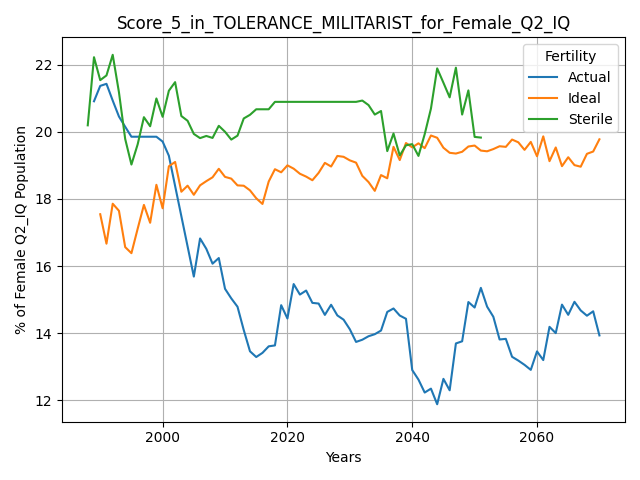 Score_5_in_TOLERANCE_MILITARIST_for_Female_Q2_IQ
Fertility
Actual
Ideal
Sterile
% of Female Q2_IQ Population
22
20
18
16
14
12
2000
2020
2040
2060
Years